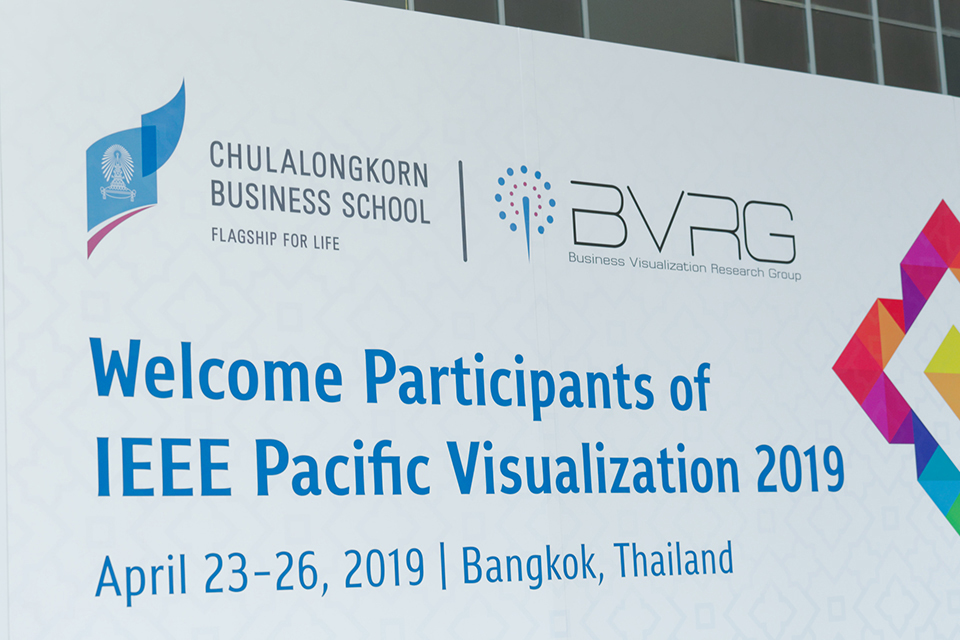 CHULALONGKORN
BUSINESS SCHOOL
FLAGSHIP FOR LIFE
BVRG
Business Visualization Research Group
Welcome Participants of
IEEE Pacific Visualization 2019
April 23–26, 2019 | Bangkok, Thailand